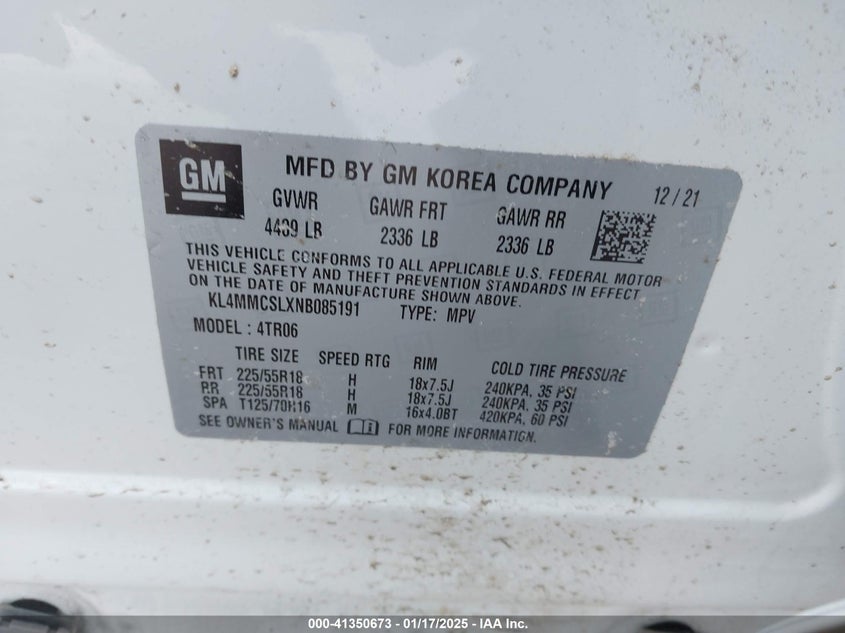 GM
MFD BY GM KOREA COMPANY 12/21
GVWR GAWR FRT GAWR RR
4409 LB 2336 LB 2336 LB
THIS VEHICLE CONFORMS TO ALL APPLICABLE U.S. FEDERAL MOTOR
VEHICLE SAFETY AND THEFT PREVENTION STANDARDS IN EFFECT
ON THE DATE OF MANUFACTURE SHOWN ABOVE.
KL4MMCSLXNB085191 TYPE: MPV
MODEL : 4TR06
TIRE SIZE SPEED RTG RIM COLD TIRE PRESSURE
FRT 225/55R18 H 18x7.5J 240KPA, 35 PSI
RR 225/55R18 H 18x7.5J 240KPA, 35 PSI
SPA T125/70R16 M 16x4.0BT 420KPA, 60 PSI
SEE OWNER'S MANUAL FOR MORE INFORMATION.
000-41350673 - 01/17/2025 - IAA Inc.